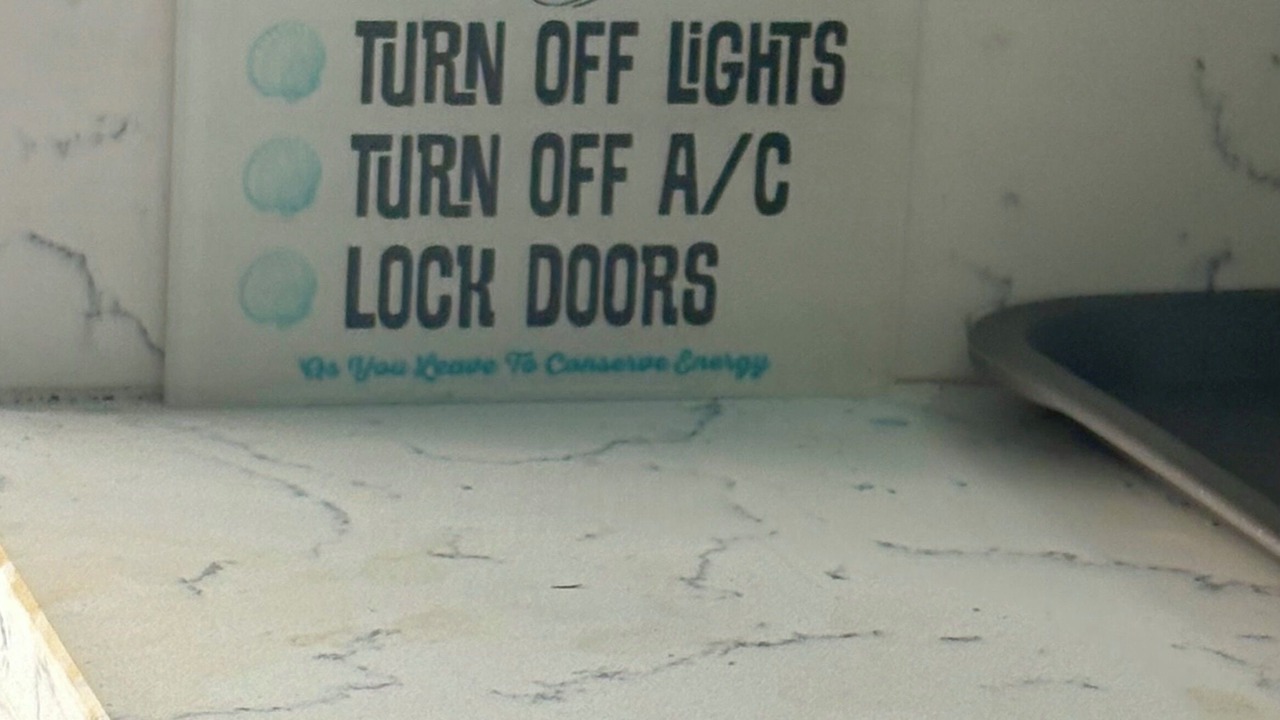 TURN OFF LiGHTS
TURN OFF A/C
LOCK DOORS
As You Leave To Conserve Energy